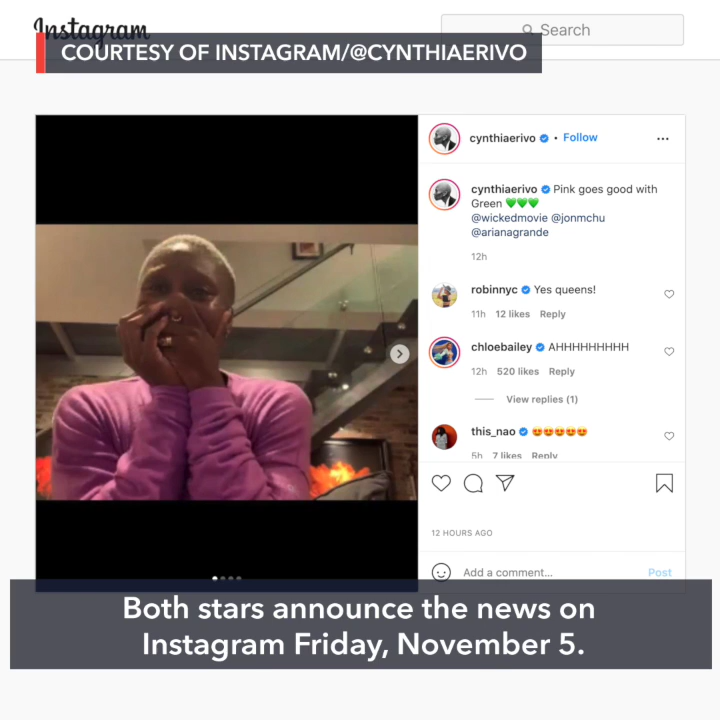 Instagram
Search
COURTESY OF INSTAGRAM/@CYNTHIAERIVO
cynthiaerivo • Follow
cynthiaerivo Pink goes good with
Green 💚💚💚
@wickedmovie @jonmchu
@arianagrande
12h
robinnyc Yes queens!
11h 12 likes Reply
chloebailey AHHHHHHHHH
12h 520 likes Reply
View replies (1)
this_nao 😍😍😍😍😍
5h 7 likes Reply
12 HOURS AGO
Add a comment...
Post
Both stars announce the news on
Instagram Friday, November 5.